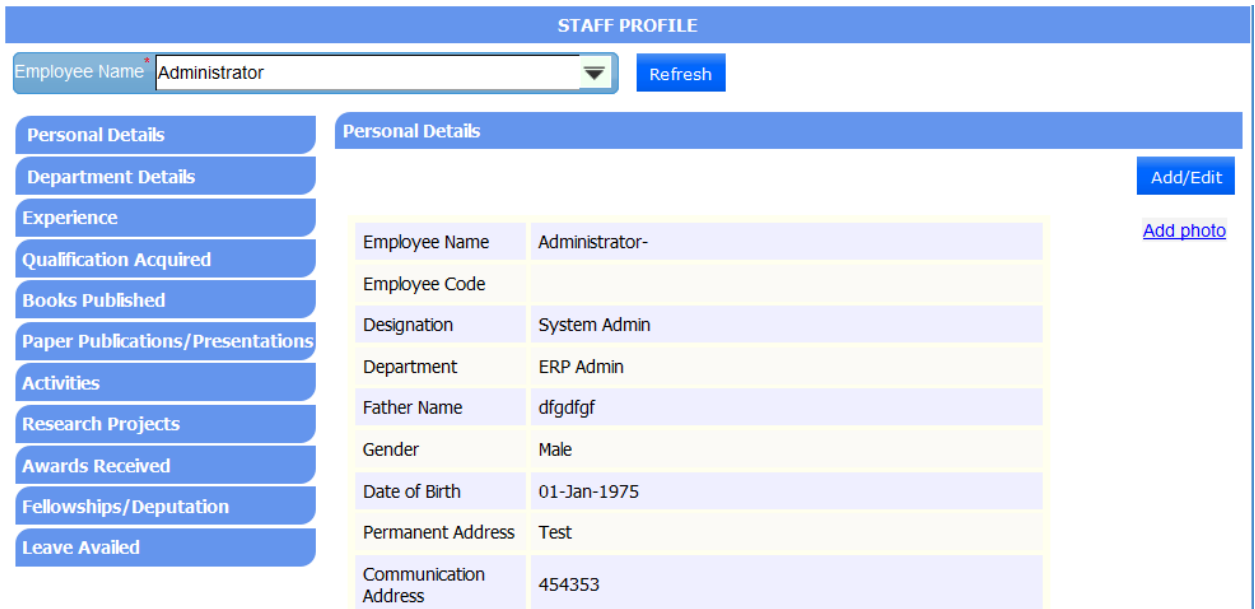 STAFF PROFILE
Employee Name* Administrator
Refresh
Personal Details
Department Details
Experience
Qualification Acquired
Books Published
Paper Publications/Presentations
Activities
Research Projects
Awards Received
Fellowships/Deputation
Leave Availed
Personal Details
Add/Edit
Add photo
Employee Name Administrator-
Employee Code
Designation System Admin
Department ERP Admin
Father Name dfgdfgf
Gender Male
Date of Birth 01-Jan-1975
Permanent Address Test
Communication
Address 454353